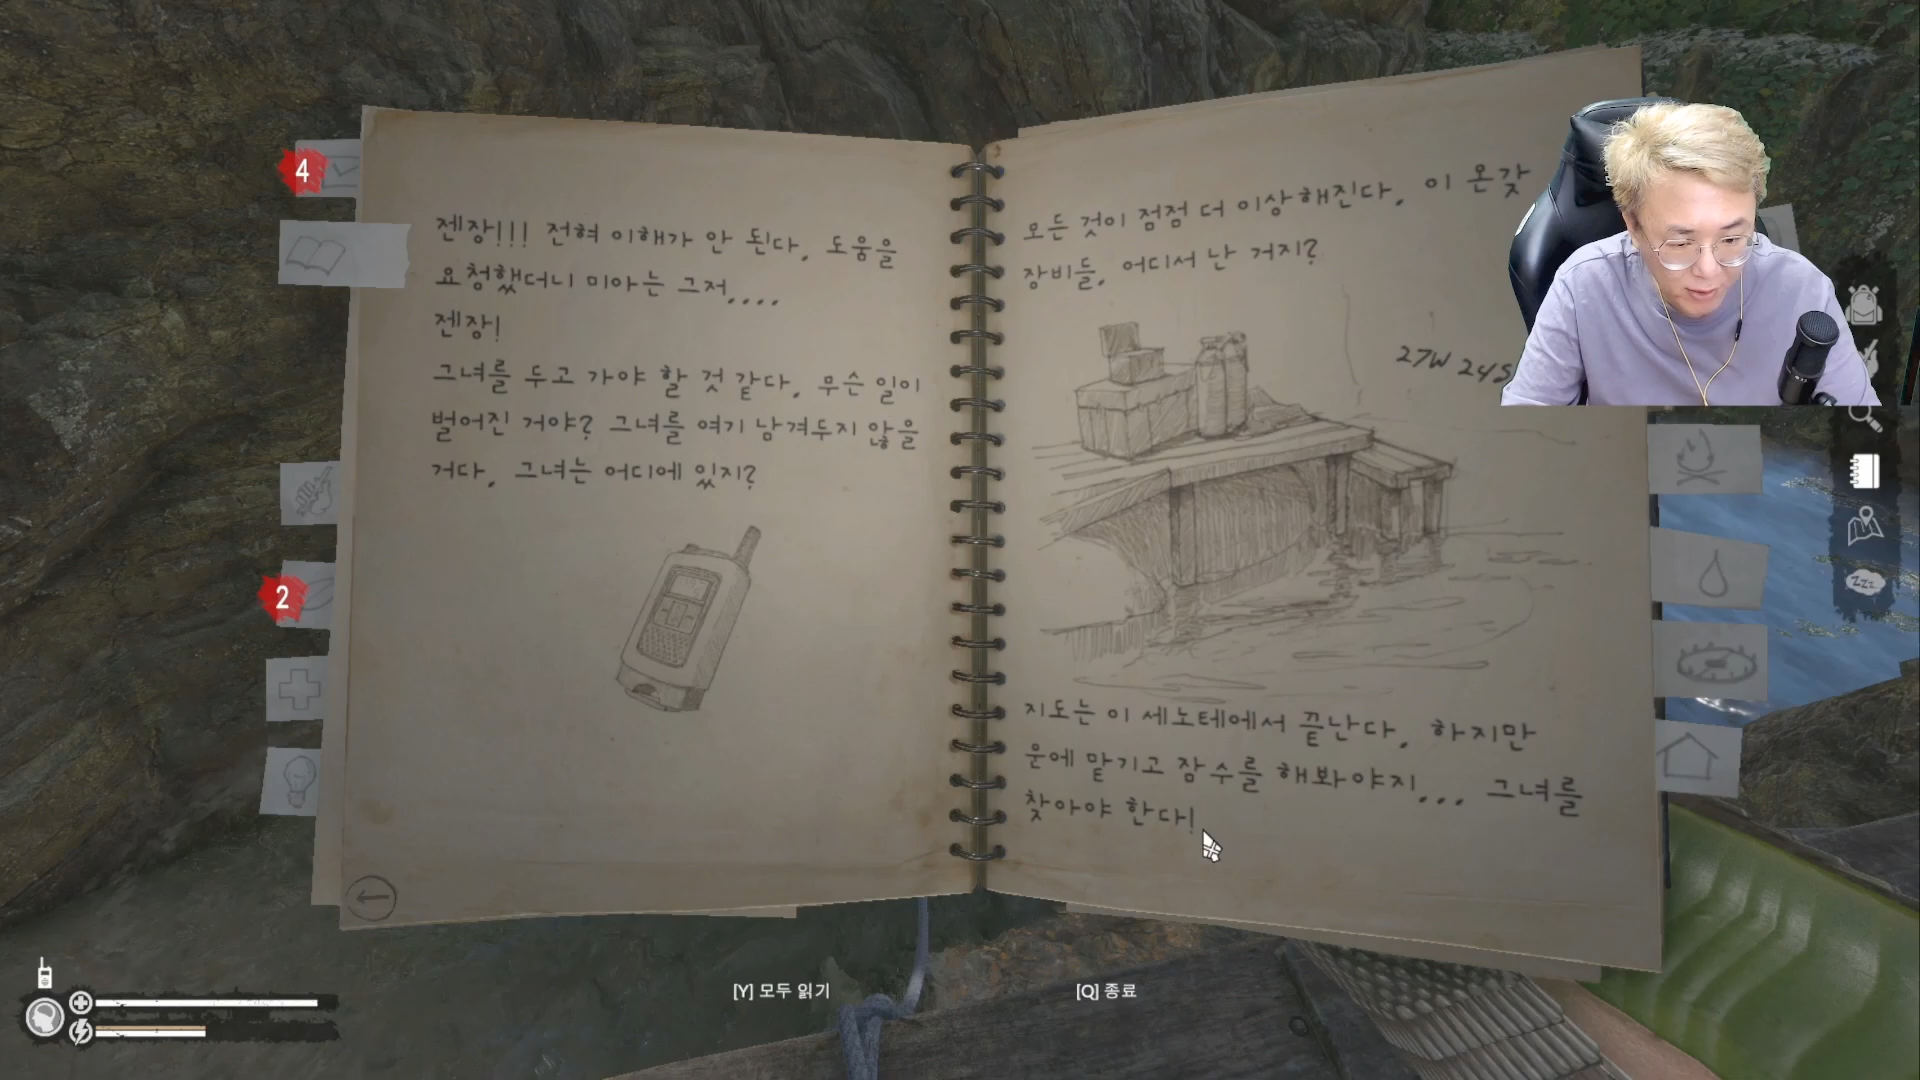 4
젠장!!! 전혀 이해가 안 된다. 도움을
요청했더니 미아는 그저....
젠장!
그녀를 두고 가야 할 것 같다. 무슨 일이
벌어진 거야? 그녀를 여기 남겨두지 않을
거다. 그녀는 어디에 있지?
2
모든 것이 점점 더 이상해진다. 이 온갖
장비들. 어디서 난 거지?
27W 24S
지도는 이 세노테에서 끝난다. 하지만
운에 맡기고 잠수를 해봐야지... 그녀를
찾아야 한다!
zzz
[Y] 모두 읽기
[Q] 종료